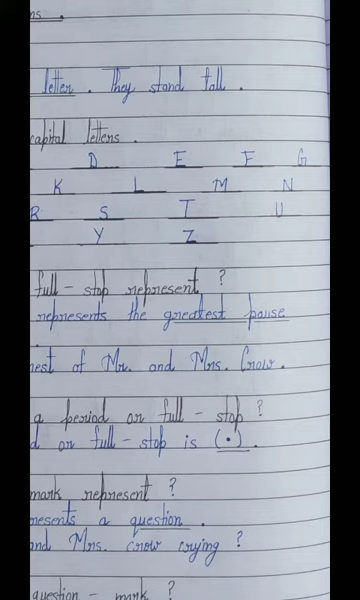 ns.
letter. They stand tall.
capital letters.
D E F G
K L M N
R S T U
Y Z
full-stop represent?
represents the greatest pause
.
nest of Mr. and Mrs. Crow.
a period or full-stop?
d or full-stop is (•).
mark represent?
resents a question.
and Mrs. crow crying?
question-mark?